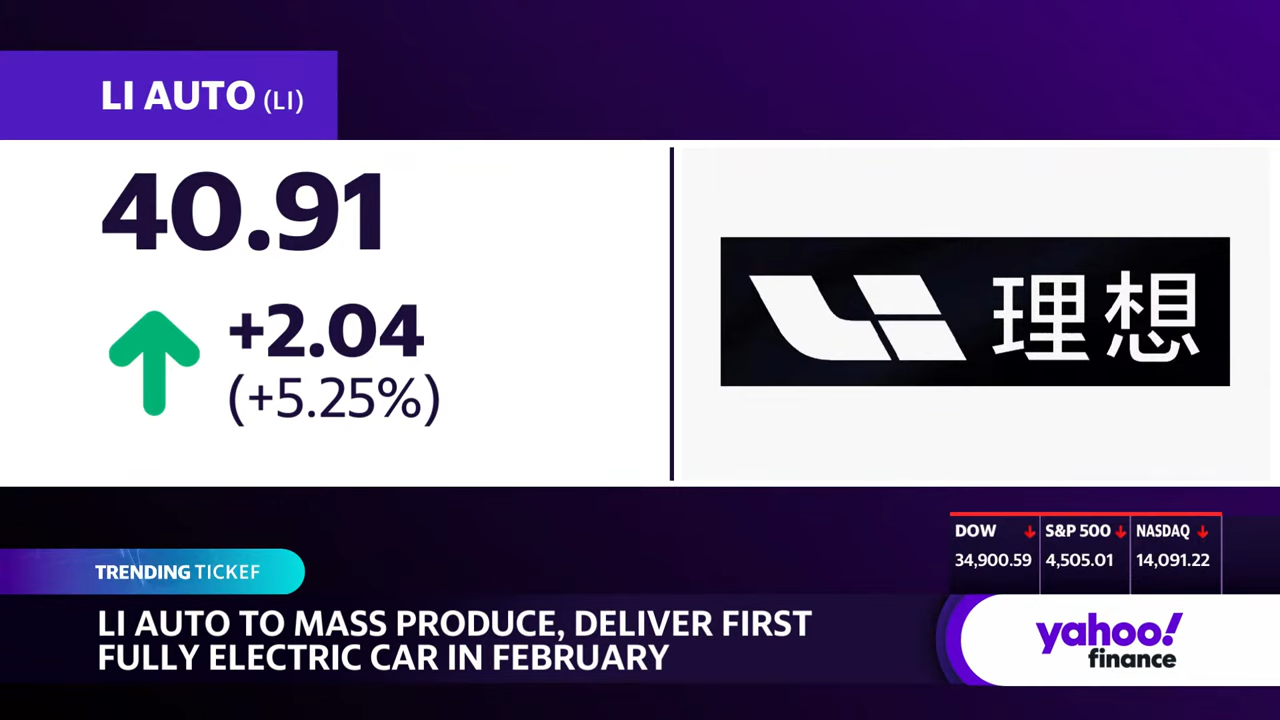 LI AUTO (LI)
40.91
+2.04
(+5.25%)
理想
DOW
34,900.59
S&P 500
4,505.01
NASDAQ
14,091.22
TRENDING TICKEF
LI AUTO TO MASS PRODUCE, DELIVER FIRST
FULLY ELECTRIC CAR IN FEBRUARY
yahoo!
finance